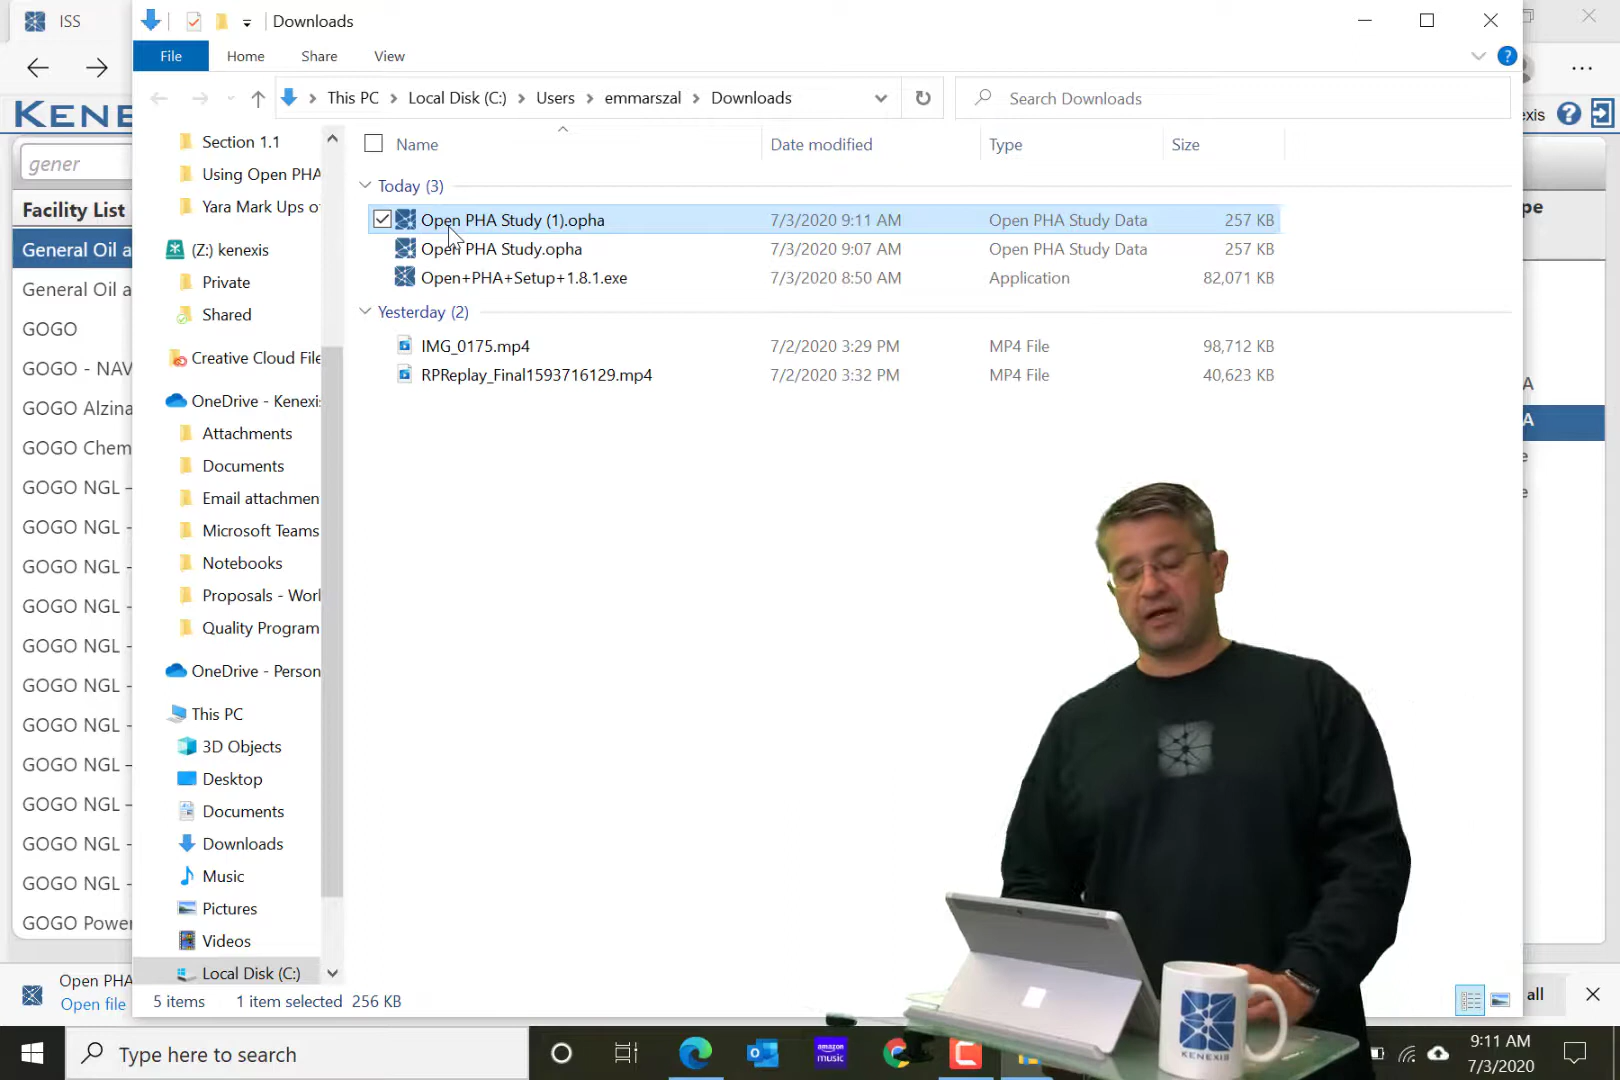 ISS
Downloads
File Home Share View
This PC Local Disk (C:) Users emmarszal Downloads
Search Downloads
KENE
exis
gener
Facility List
General Oil a
General Oil a
GOGO
GOGO - NAV
GOGO Alzina
GOGO Chem
GOGO NGL -
GOGO NGL -
GOGO NGL -
GOGO NGL -
GOGO NGL -
GOGO NGL -
GOGO NGL -
GOGO NGL -
GOGO NGL -
GOGO NGL -
GOGO NGL -
GOGO Power
Section 1.1
Using Open PHA
Yara Mark Ups o
(Z:) kenexis
Private
Shared
Creative Cloud File
OneDrive - Kenexi
Attachments
Documents
Email attachmen
Microsoft Teams
Notebooks
Proposals - Worl
Quality Program
OneDrive - Person
This PC
3D Objects
Desktop
Documents
Downloads
Music
Pictures
Videos
Local Disk (C:)
Name Date modified Type Size
Today (3)
Open PHA Study (1).opha 7/3/2020 9:11 AM Open PHA Study Data 257 KB
Open PHA Study.opha 7/3/2020 9:07 AM Open PHA Study Data 257 KB
Open+PHA+Setup+1.8.1.exe 7/3/2020 8:50 AM Application 82,071 KB
Yesterday (2)
IMG_0175.mp4 7/2/2020 3:29 PM MP4 File 98,712 KB
RPReplay_Final1593716129.mp4 7/2/2020 3:32 PM MP4 File 40,623 KB
pe
A
A
e
e
5 items 1 item selected 256 KB
Open PHA
Open file
all
KENEXIS
Type here to search
amazon
music
9:11 AM
7/3/2020